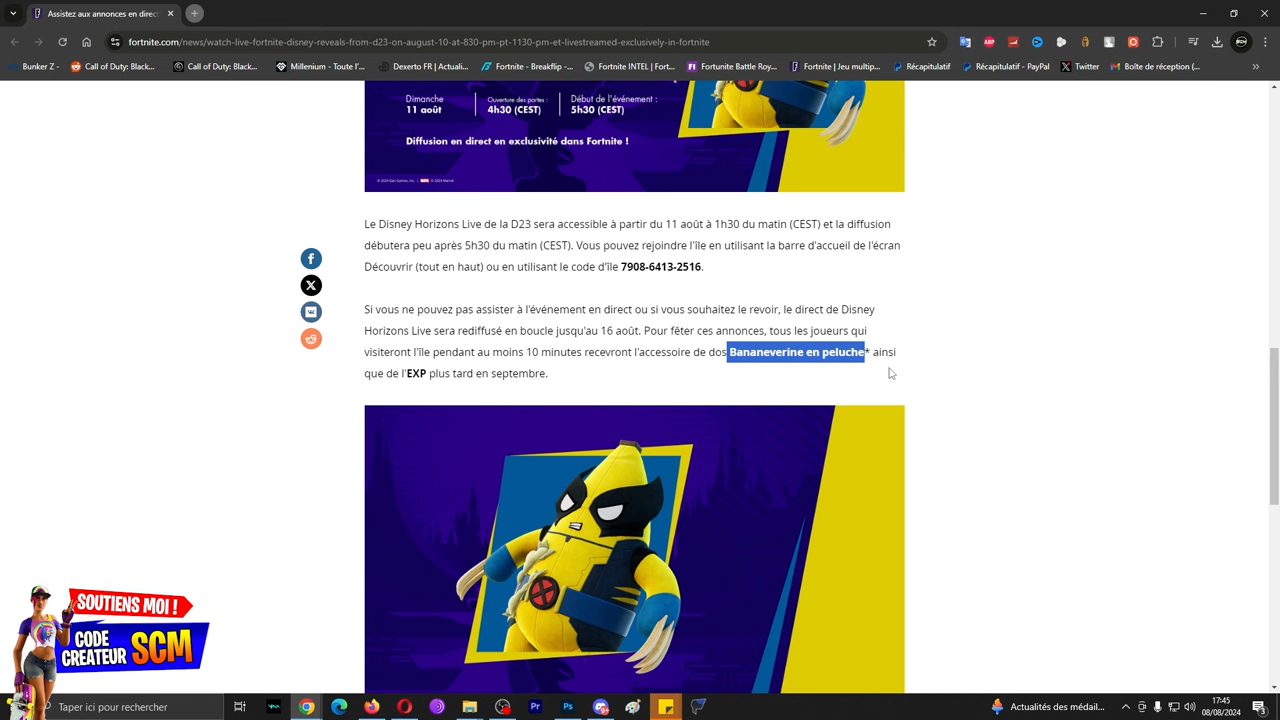 Assistez aux annonces en direct
fortnite.com/news/watch-live-fortnite-disney-reveals-from-d23-on-august-10-at-830-pm-pt-1130-pm-et-livestreamed-exclusively-in-fortnite
Bunker Z -
Call of Duty: Black...
Call of Duty: Black...
Millenium - Toute l'...
Dexerto FR | Actuali...
Fortnite - Breakflip -...
Fortnite INTEL | Fort...
Futurnite Battle Roy...
Fortnite | Jeu multip...
Récapitulatif
Récapitulatif - PayPal
X
Twitter
Boîte de réception (...
Dimanche
11 août
Ouverture des portes :
4h30 (CEST)
Début de l'événement :
5h30 (CEST)
Diffusion en direct en exclusivité dans Fortnite !
© 2024 Epic Games, Inc. | MARVEL © 2024 Marvel
Le Disney Horizons Live de la D23 sera accessible à partir du 11 août à 1h30 du matin (CEST) et la diffusion
débutera peu après 5h30 du matin (CEST). Vous pouvez rejoindre l'île en utilisant la barre d'accueil de l'écran
Découvrir (tout en haut) ou en utilisant le code d'île 7908-6413-2516.
Si vous ne pouvez pas assister à l'événement en direct ou si vous souhaitez le revoir, le direct de Disney
Horizons Live sera rediffusé en boucle jusqu'au 16 août. Pour fêter ces annonces, tous les joueurs qui
visiteront l'île pendant au moins 10 minutes recevront l'accessoire de dos Bananeverine en peluche* ainsi
que de l'EXP plus tard en septembre.
SOUTIENS MOI !
CODE
CREATEUR SCM
Taper ici pour rechercher
Actualités des médail...
17:45
08/08/2024